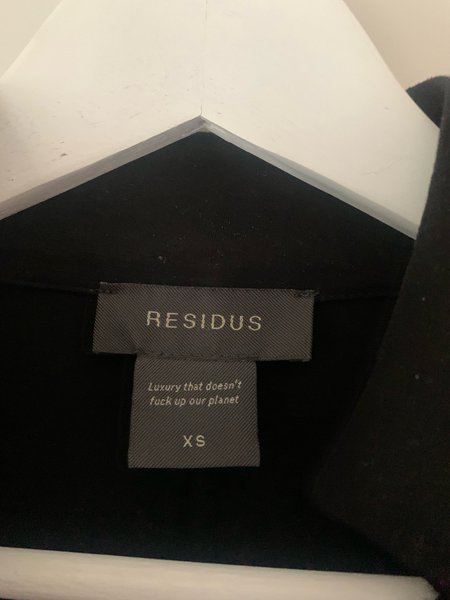 RESIDUS
Luxury that doesn't
fuck up our planet
XS